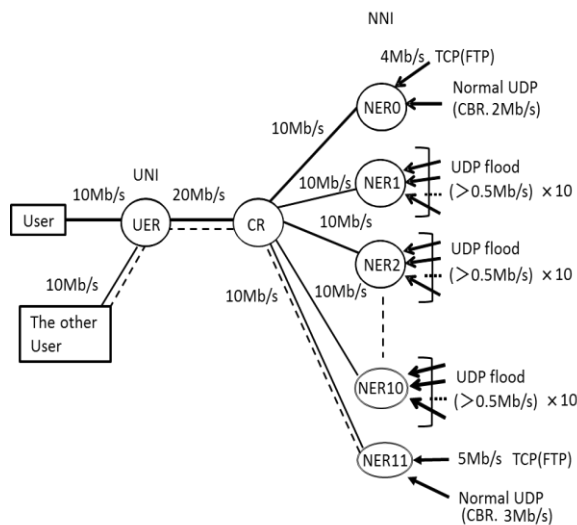 NNI
4Mb/s TCP(FTP)
NER0
Normal UDP
(CBR. 2Mb/s)
10Mb/s
UNI
NER1
UDP flood
(>0.5Mb/s) ×10
10Mb/s
10Mb/s
20Mb/s
User
UER
CR
10Mb/s
NER2
UDP flood
(>0.5Mb/s) ×10
10Mb/s
10Mb/s
10Mb/s
The other
User
NER10
UDP flood
(>0.5Mb/s) ×10
NER11
5Mb/s TCP(FTP)
Normal UDP
(CBR. 3Mb/s)